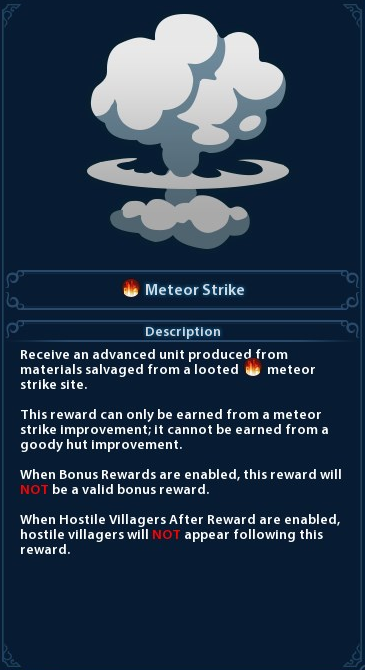 Meteor Strike
Description
Receive an advanced unit produced from
materials salvaged from a looted meteor
strike site.
This reward can only be earned from a meteor
strike improvement; it cannot be earned from a
goody hut improvement.
When Bonus Rewards are enabled, this reward will
NOT be a valid bonus reward.
When Hostile Villagers After Reward are enabled,
hostile villagers will NOT appear following this
reward.